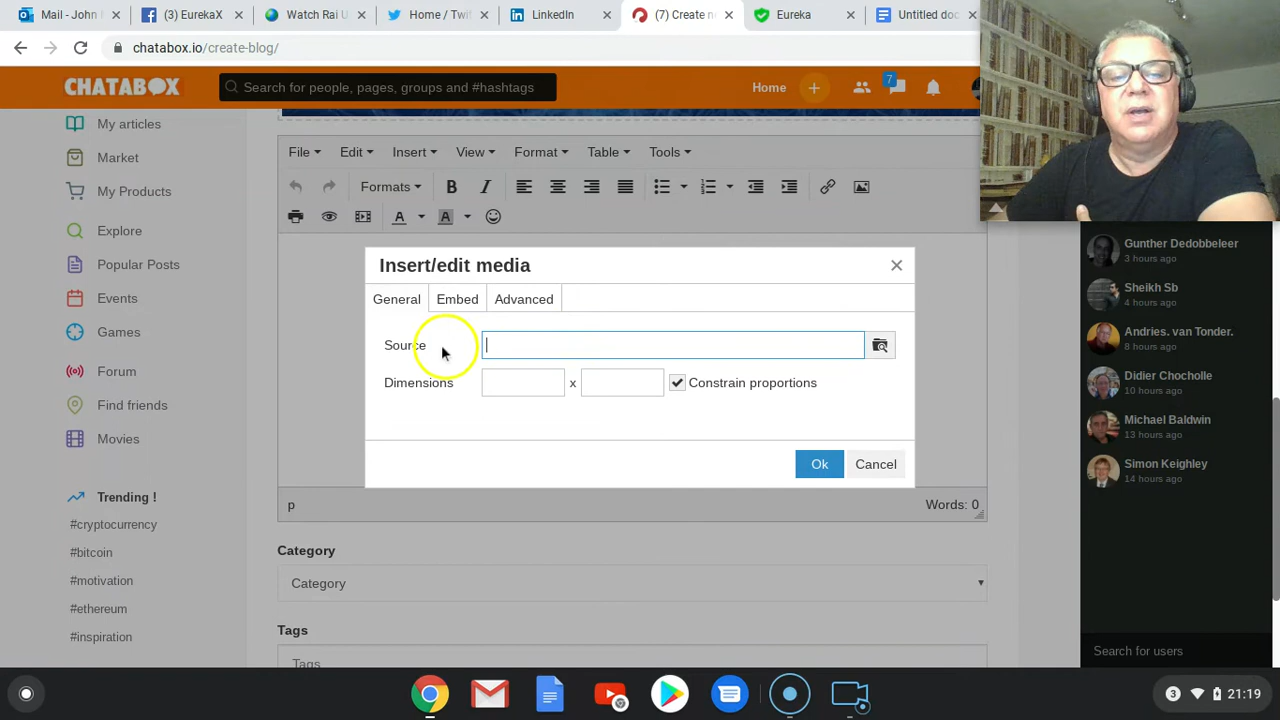 Mail - John M
(3) EurekaX
Watch Rai U
Home / Twit
LinkedIn
(7) Create ne
Eureka
Untitled doc
chatabox.io/create-blog/
CHATABOX
Search for people, pages, groups and #hashtags
Home
7
My articles
Market
My Products
Explore
Popular Posts
Events
Games
Forum
Find friends
Movies
Trending !
#cryptocurrency
#bitcoin
#motivation
#ethereum
#inspiration
File Edit Insert View Format Table Tools
Formats B I
A A
Insert/edit media
General Embed Advanced
Source
Dimensions x Constrain proportions
Ok Cancel
p Words: 0
Category
Category
Tags
Tags
Gunther Dedobbeleer
3 hours ago
Sheikh Sb
4 hours ago
Andries. van Tonder.
8 hours ago
Didier Chocholle
10 hours ago
Michael Baldwin
13 hours ago
Simon Keighley
14 hours ago
Search for users
3 21:19